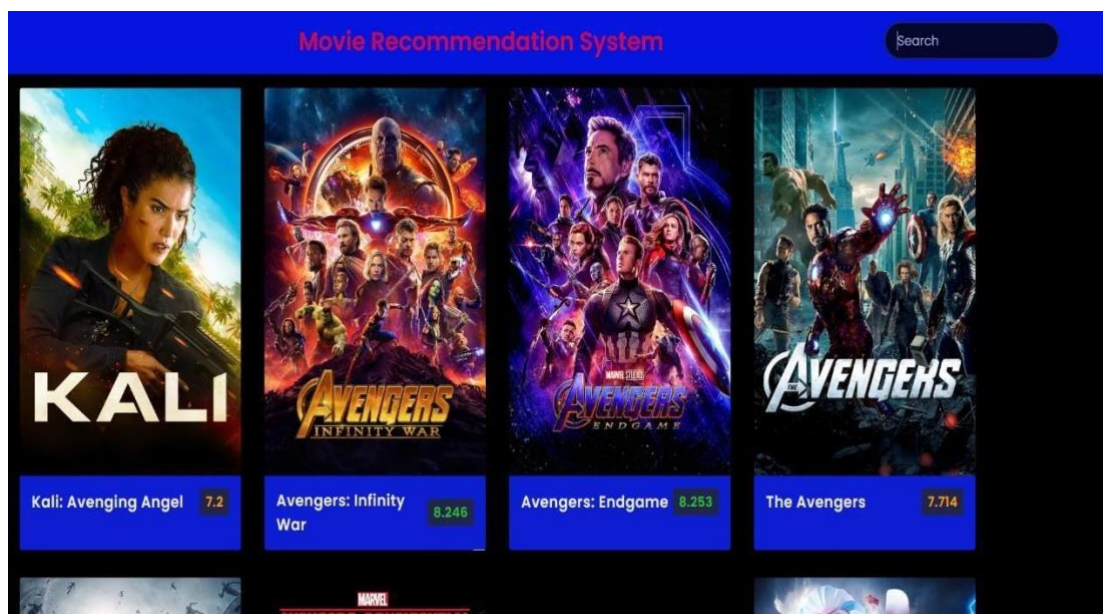 Movie Recommendation System
Search
KALI
AVENGERS
INFINITY WAR
MARVEL STUDIOS
AVENGERS
ENDGAME
THE
AVENGERS
Kali: Avenging Angel 7.2
Avengers: Infinity
War
8.246
Avengers: Endgame 8.253
The Avengers 7.714
MARVEL